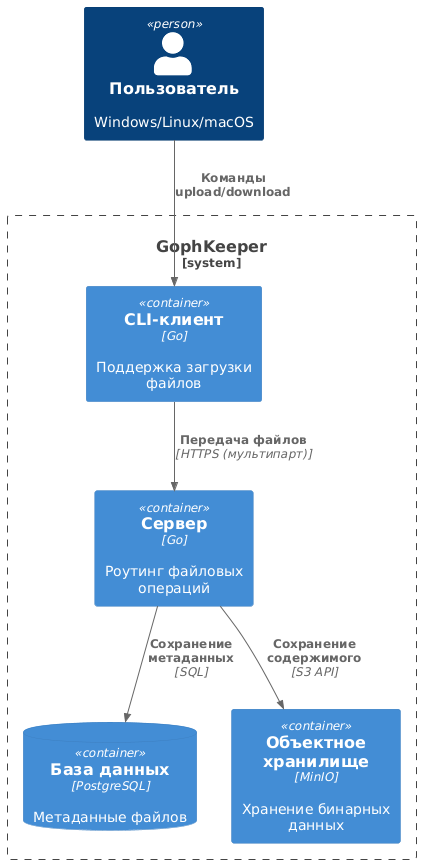 «person»
Пользователь
Windows/Linux/macOS
Команды
upload/download
GophKeeper
[system]
«container»
CLI-клиент
[Go]
Поддержка загрузки
файлов
Передача файлов
[HTTPS (мультипарт)]
«container»
Сервер
[Go]
Роутинг файловых
операций
Сохранение
метаданных
[SQL]
Сохранение
содержимого
[S3 API]
«container»
База данных
[PostgreSQL]
Метаданные файлов
«container»
Объектное
хранилище
[MinIO]
Хранение бинарных
данных